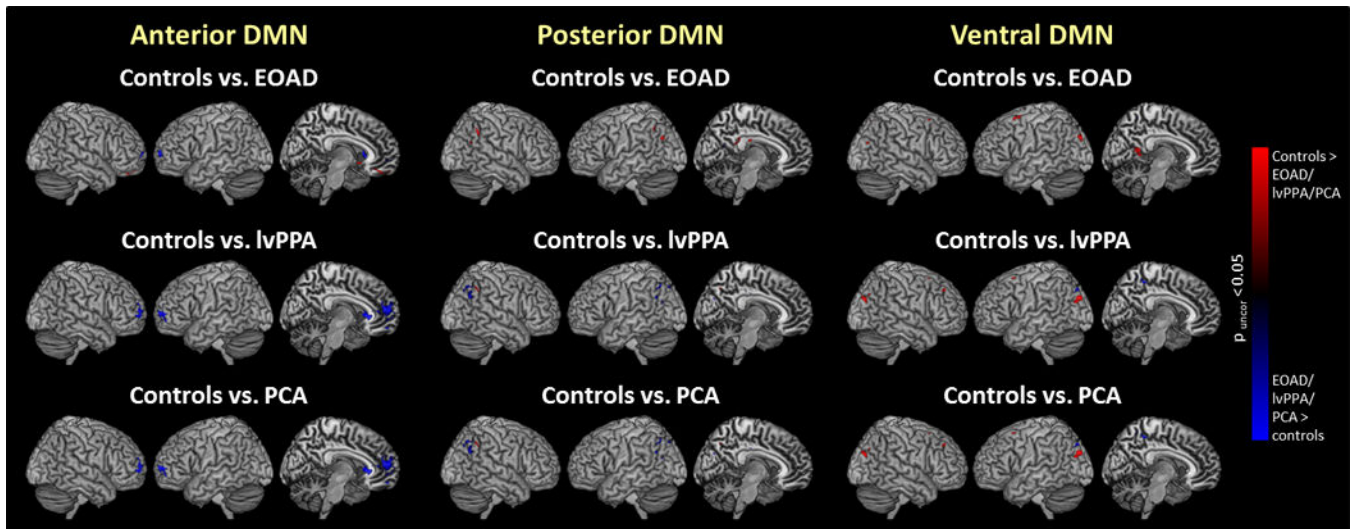 Anterior DMN
Posterior DMN
Ventral DMN
Controls vs. EOAD
Controls vs. EOAD
Controls vs. EOAD
Controls vs. lvPPA
Controls vs. lvPPA
Controls vs. lvPPA
Controls vs. PCA
Controls vs. PCA
Controls vs. PCA
p uncor < 0.05
Controls >
EOAD/
lvPPA/PCA
EOAD/
lvPPA/
PCA >
controls